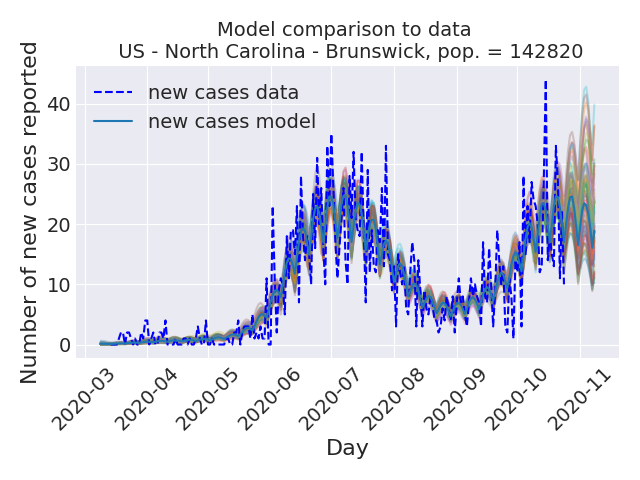 Model comparison to data
US - North Carolina - Brunswick, pop. = 142820
Number of new cases reported
new cases data
new cases model
40
30
20
10
0
2020-03
2020-04
2020-05
2020-06
2020-07
2020-08
2020-09
2020-10
2020-11
Day